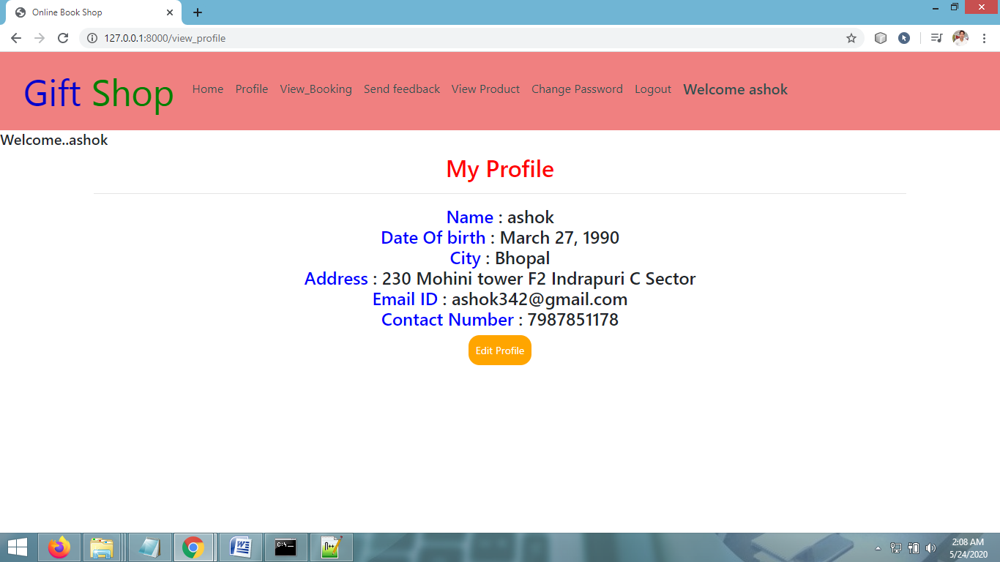 Online Book Shop
127.0.0.1:8000/view_profile
Gift Shop Home Profile View_Booking Send feedback View Product Change Password Logout Welcome ashok
Welcome..ashok
My Profile
Name : ashok
Date Of birth : March 27, 1990
City : Bhopal
Address : 230 Mohini tower F2 Indrapuri C Sector
Email ID : ashok342@gmail.com
Contact Number : 7987851178
Edit Profile
2:08 AM
5/24/2020